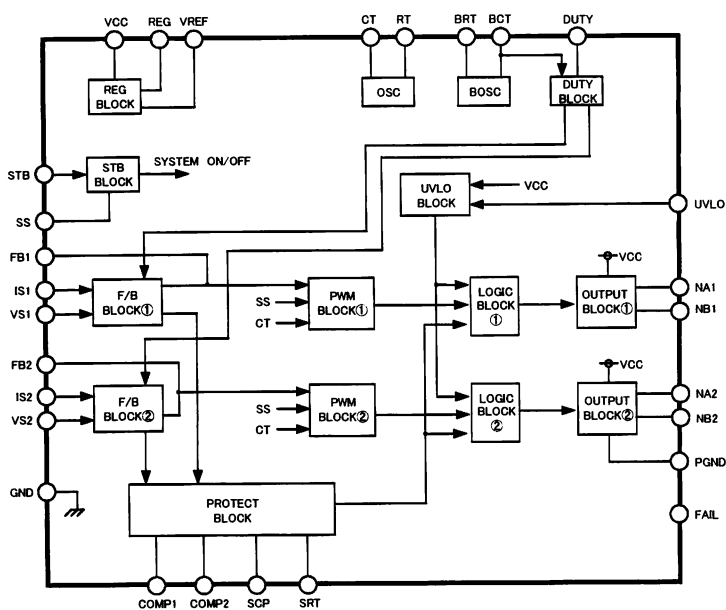 VCC REG VREF CT RT BRT BCT DUTY
REG
BLOCK
OSC
BOSC
DUTY
BLOCK
STB
STB
BLOCK
SYSTEM ON/OFF
UVLO
BLOCK
VCC
UVLO
SS
FB1
IS1
VS1
F/B
BLOCK①
SS
CT
PWM
BLOCK①
LOGIC
BLOCK
①
VCC
OUTPUT
BLOCK①
NA1
NB1
FB2
IS2
VS2
F/B
BLOCK②
SS
CT
PWM
BLOCK②
LOGIC
BLOCK
②
VCC
OUTPUT
BLOCK②
NA2
NB2
PGND
GND
PROTECT
BLOCK
FAIL
COMP1 COMP2 SCP SRT